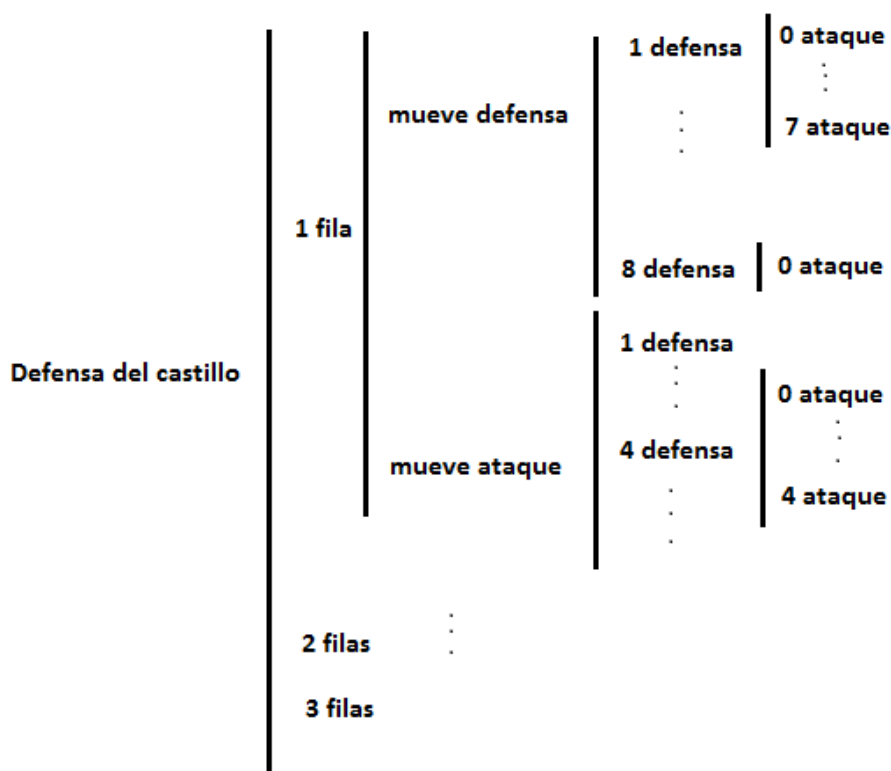 Defensa del castillo
1 fila
mueve defensa
1 defensa
0 ataque
7 ataque
8 defensa
0 ataque
mueve ataque
1 defensa
4 defensa
0 ataque
4 ataque
2 filas
3 filas